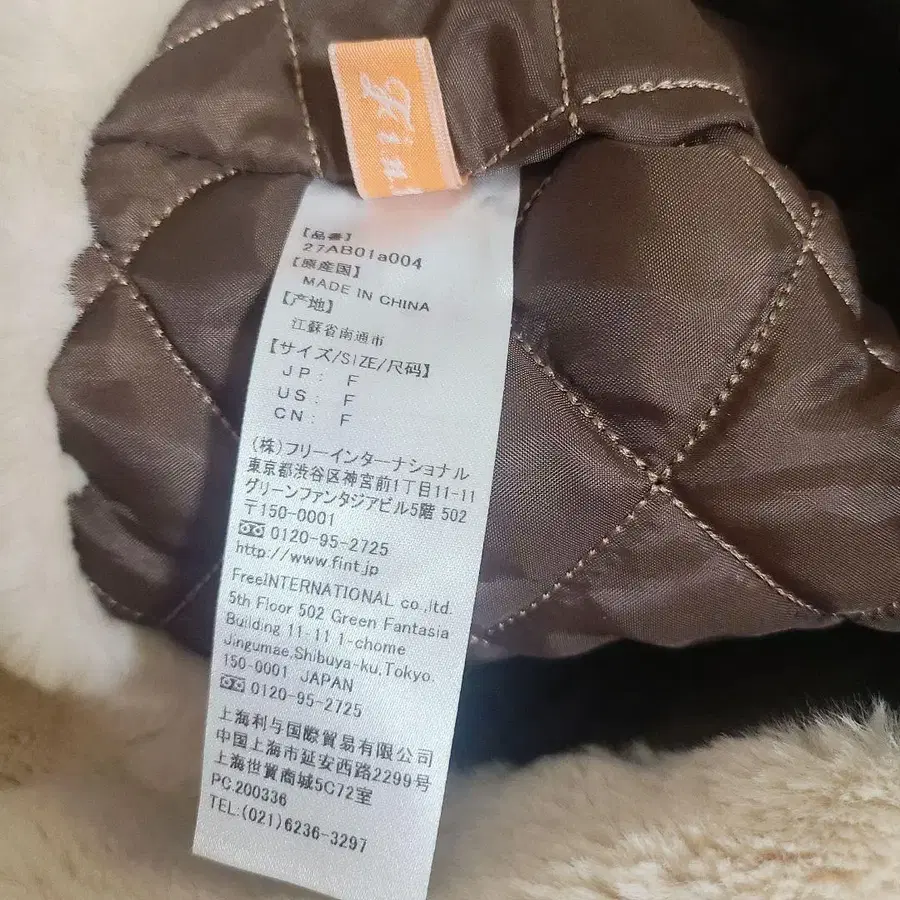 Fint
【品番】
27AB01a004
【原産国】
MADE IN CHINA
【产地】
江蘇省南通市
【サイズ/SIZE/尺码】
JP: F
US: F
CN: F
(株)フリーインターナショナル
東京都渋谷区神宮前1丁目11-11
グリーンファンタジアビル5階 502
〒150-0001
0120-95-2725
http://www.fint.jp
FreeINTERNATIONAL co.,ltd.
5th Floor 502 Green Fantasia
Building 11-11 1-chome
Jingumae,Shibuya-ku,Tokyo.
150-0001 JAPAN
0120-95-2725
上海利与国際貿易有限公司
中国上海市延安西路2299号
上海世貿商城5C72室
PC.200336
TEL:(021)6236-3297